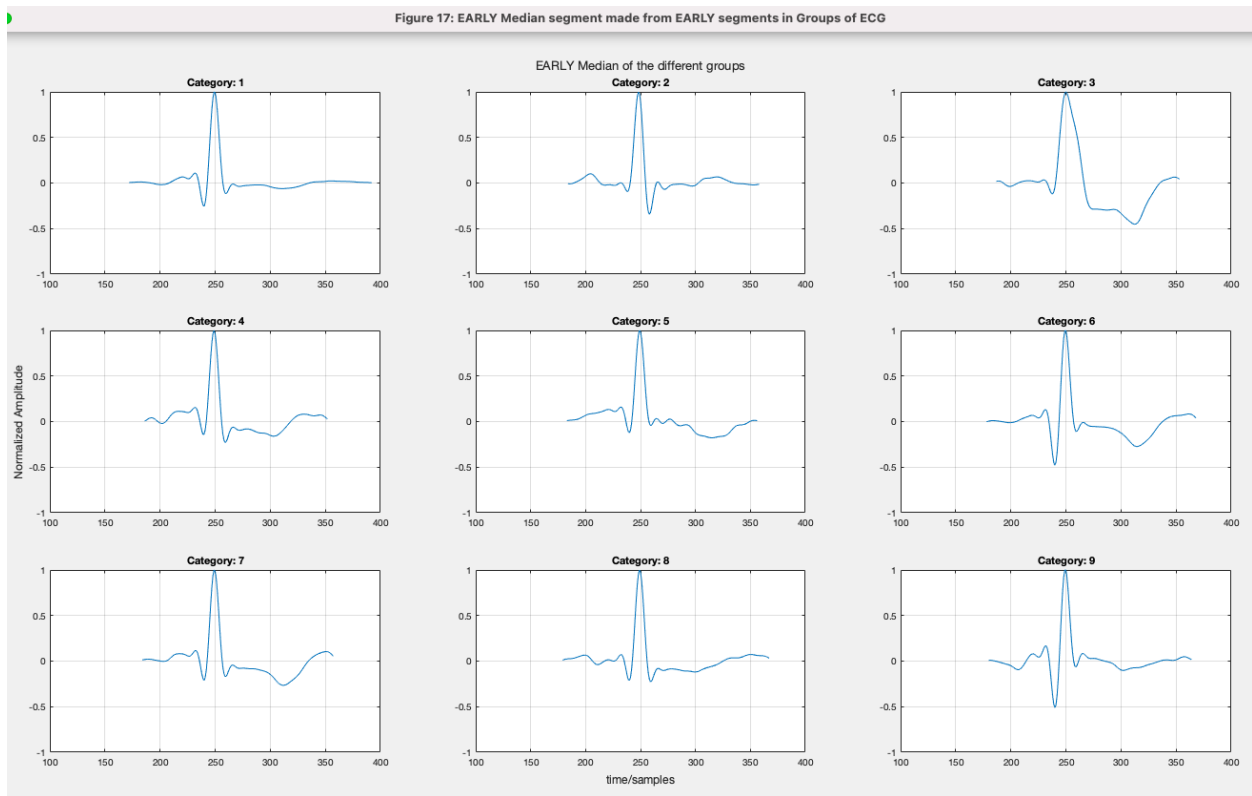 Figure 17: EARLY Median segment made from EARLY segments in Groups of ECG
EARLY Median of the different groups
Category: 1
Category: 2
Category: 3
1
0.5
0
-0.5
-1
100 150 200 250 300 350 400
1
0.5
0
-0.5
-1
100 150 200 250 300 350 400
1
0.5
0
-0.5
-1
100 150 200 250 300 350 400
Category: 4
Category: 5
Category: 6
Normalized Amplitude
1
0.5
0
-0.5
-1
100 150 200 250 300 350 400
1
0.5
0
-0.5
-1
100 150 200 250 300 350 400
1
0.5
0
-0.5
-1
100 150 200 250 300 350 400
Category: 7
Category: 8
Category: 9
1
0.5
0
-0.5
-1
100 150 200 250 300 350 400
1
0.5
0
-0.5
-1
100 150 200 250 300 350 400
1
0.5
0
-0.5
-1
100 150 200 250 300 350 400
time/samples